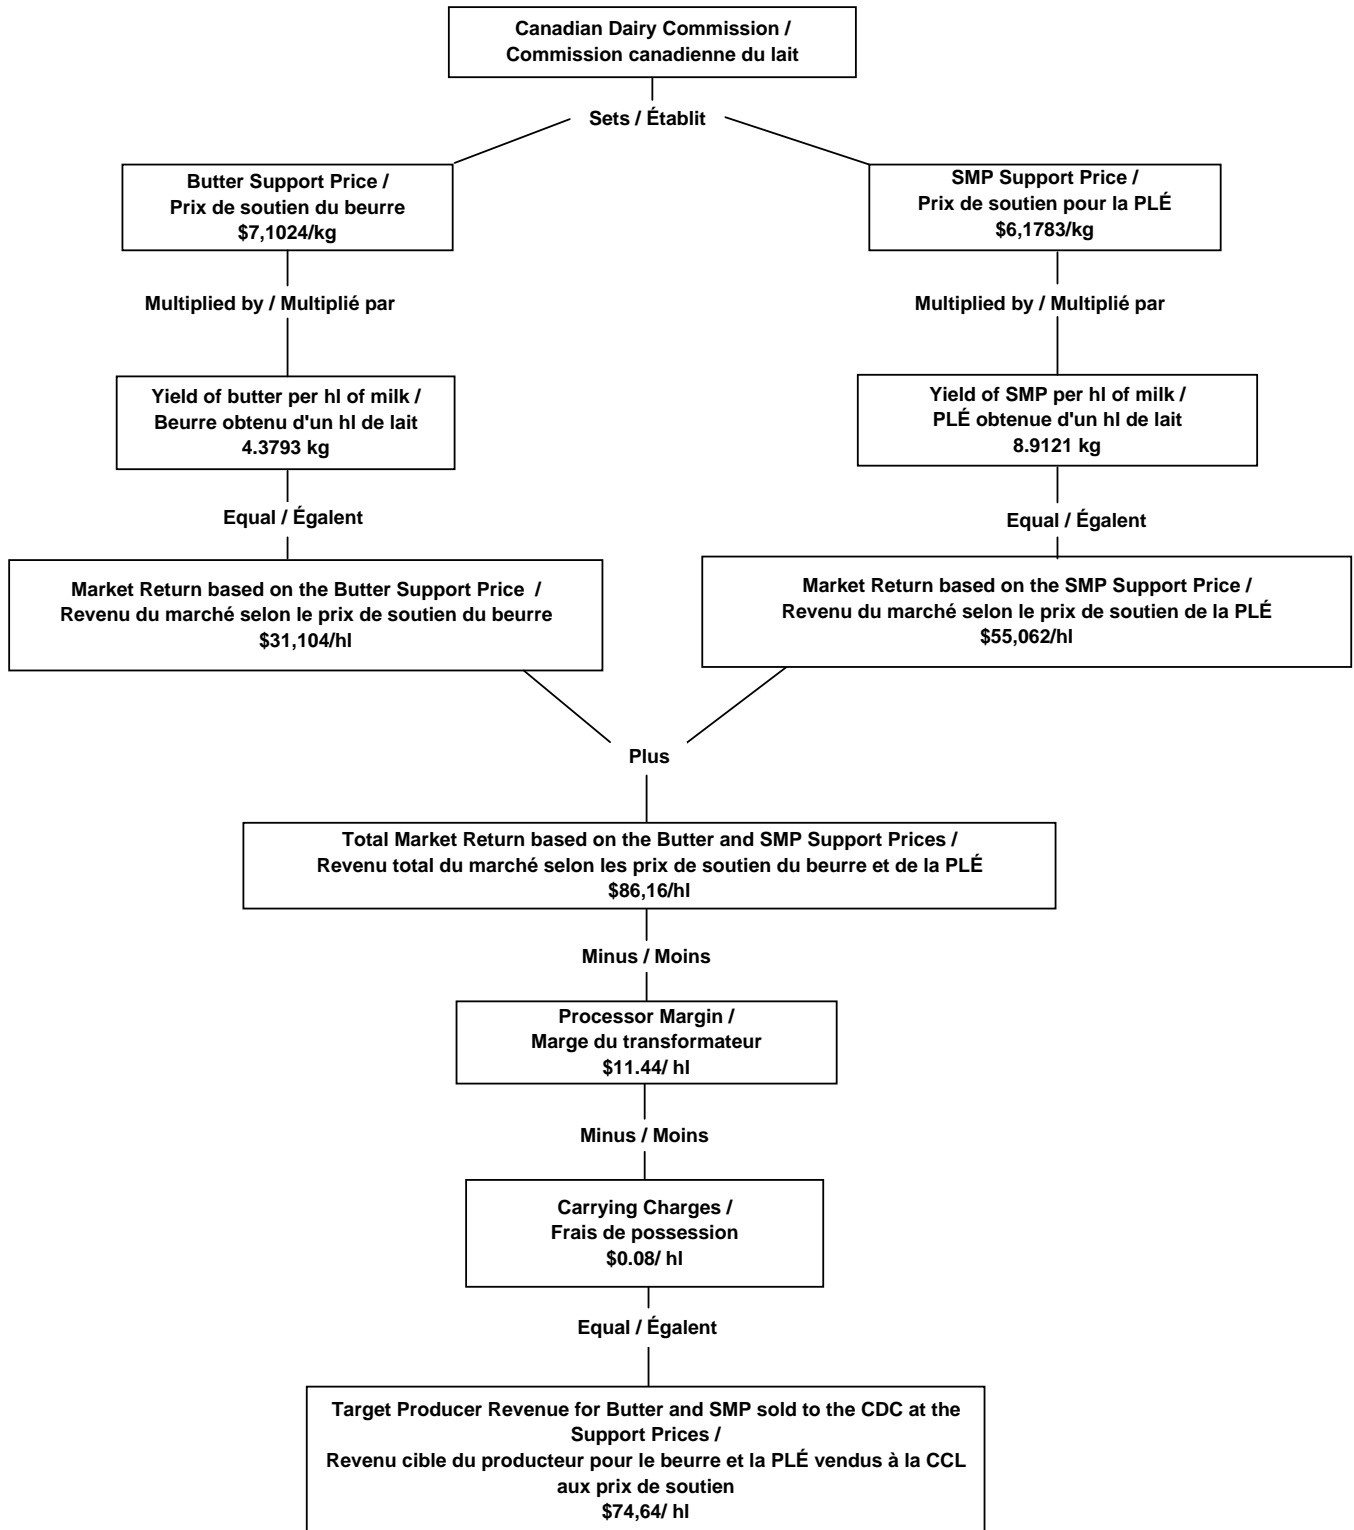 Canadian Dairy Commission /
Commission canadienne du lait
Sets / Établit
Butter Support Price /
Prix de soutien du beurre
$7,1024/kg
SMP Support Price /
Prix de soutien pour la PLÉ
$6,1783/kg
Multiplied by / Multiplié par
Multiplied by / Multiplié par
Yield of butter per hl of milk /
Beurre obtenu d'un hl de lait
4.3793 kg
Yield of SMP per hl of milk /
PLÉ obtenue d'un hl de lait
8.9121 kg
Equal / Égalent
Equal / Égalent
Market Return based on the Butter Support Price /
Revenu du marché selon le prix de soutien du beurre
$31,104/hl
Market Return based on the SMP Support Price /
Revenu du marché selon le prix de soutien de la PLÉ
$55,062/hl
Plus
Total Market Return based on the Butter and SMP Support Prices /
Revenu total du marché selon les prix de soutien du beurre et de la PLÉ
$86,16/hl
Minus / Moins
Processor Margin /
Marge du transformateur
$11.44/ hl
Minus / Moins
Carrying Charges /
Frais de possession
$0.08/ hl
Equal / Égalent
Target Producer Revenue for Butter and SMP sold to the CDC at the
Support Prices /
Revenu cible du producteur pour le beurre et la PLÉ vendus à la CCL
aux prix de soutien
$74,64/ hl